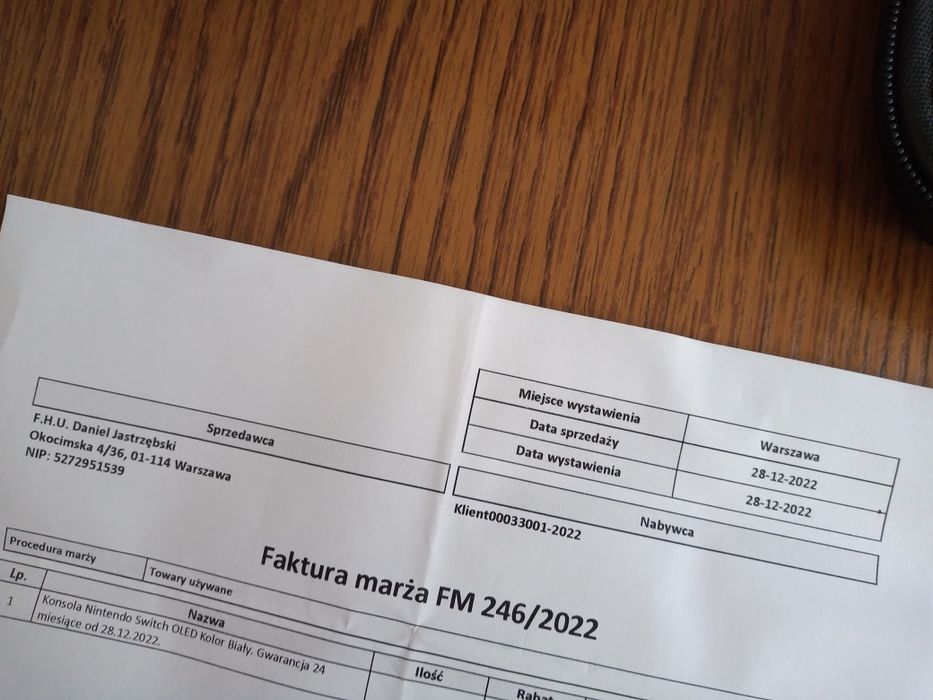 Miejsce wystawienia Warszawa
Data sprzedaży 28-12-2022
Data wystawienia 28-12-2022
Sprzedawca
F.H.U. Daniel Jastrzębski
Okocimska 4/36, 01-114 Warszawa
NIP: 5272951539
Nabywca
Klient00033001-2022
Faktura marża FM 246/2022
Procedura marży Towary używane
Lp. Nazwa Ilość Rabat
1 Konsola Nintendo Switch OLED Kolor Biały. Gwarancja 24
miesiące od 28.12.2022.